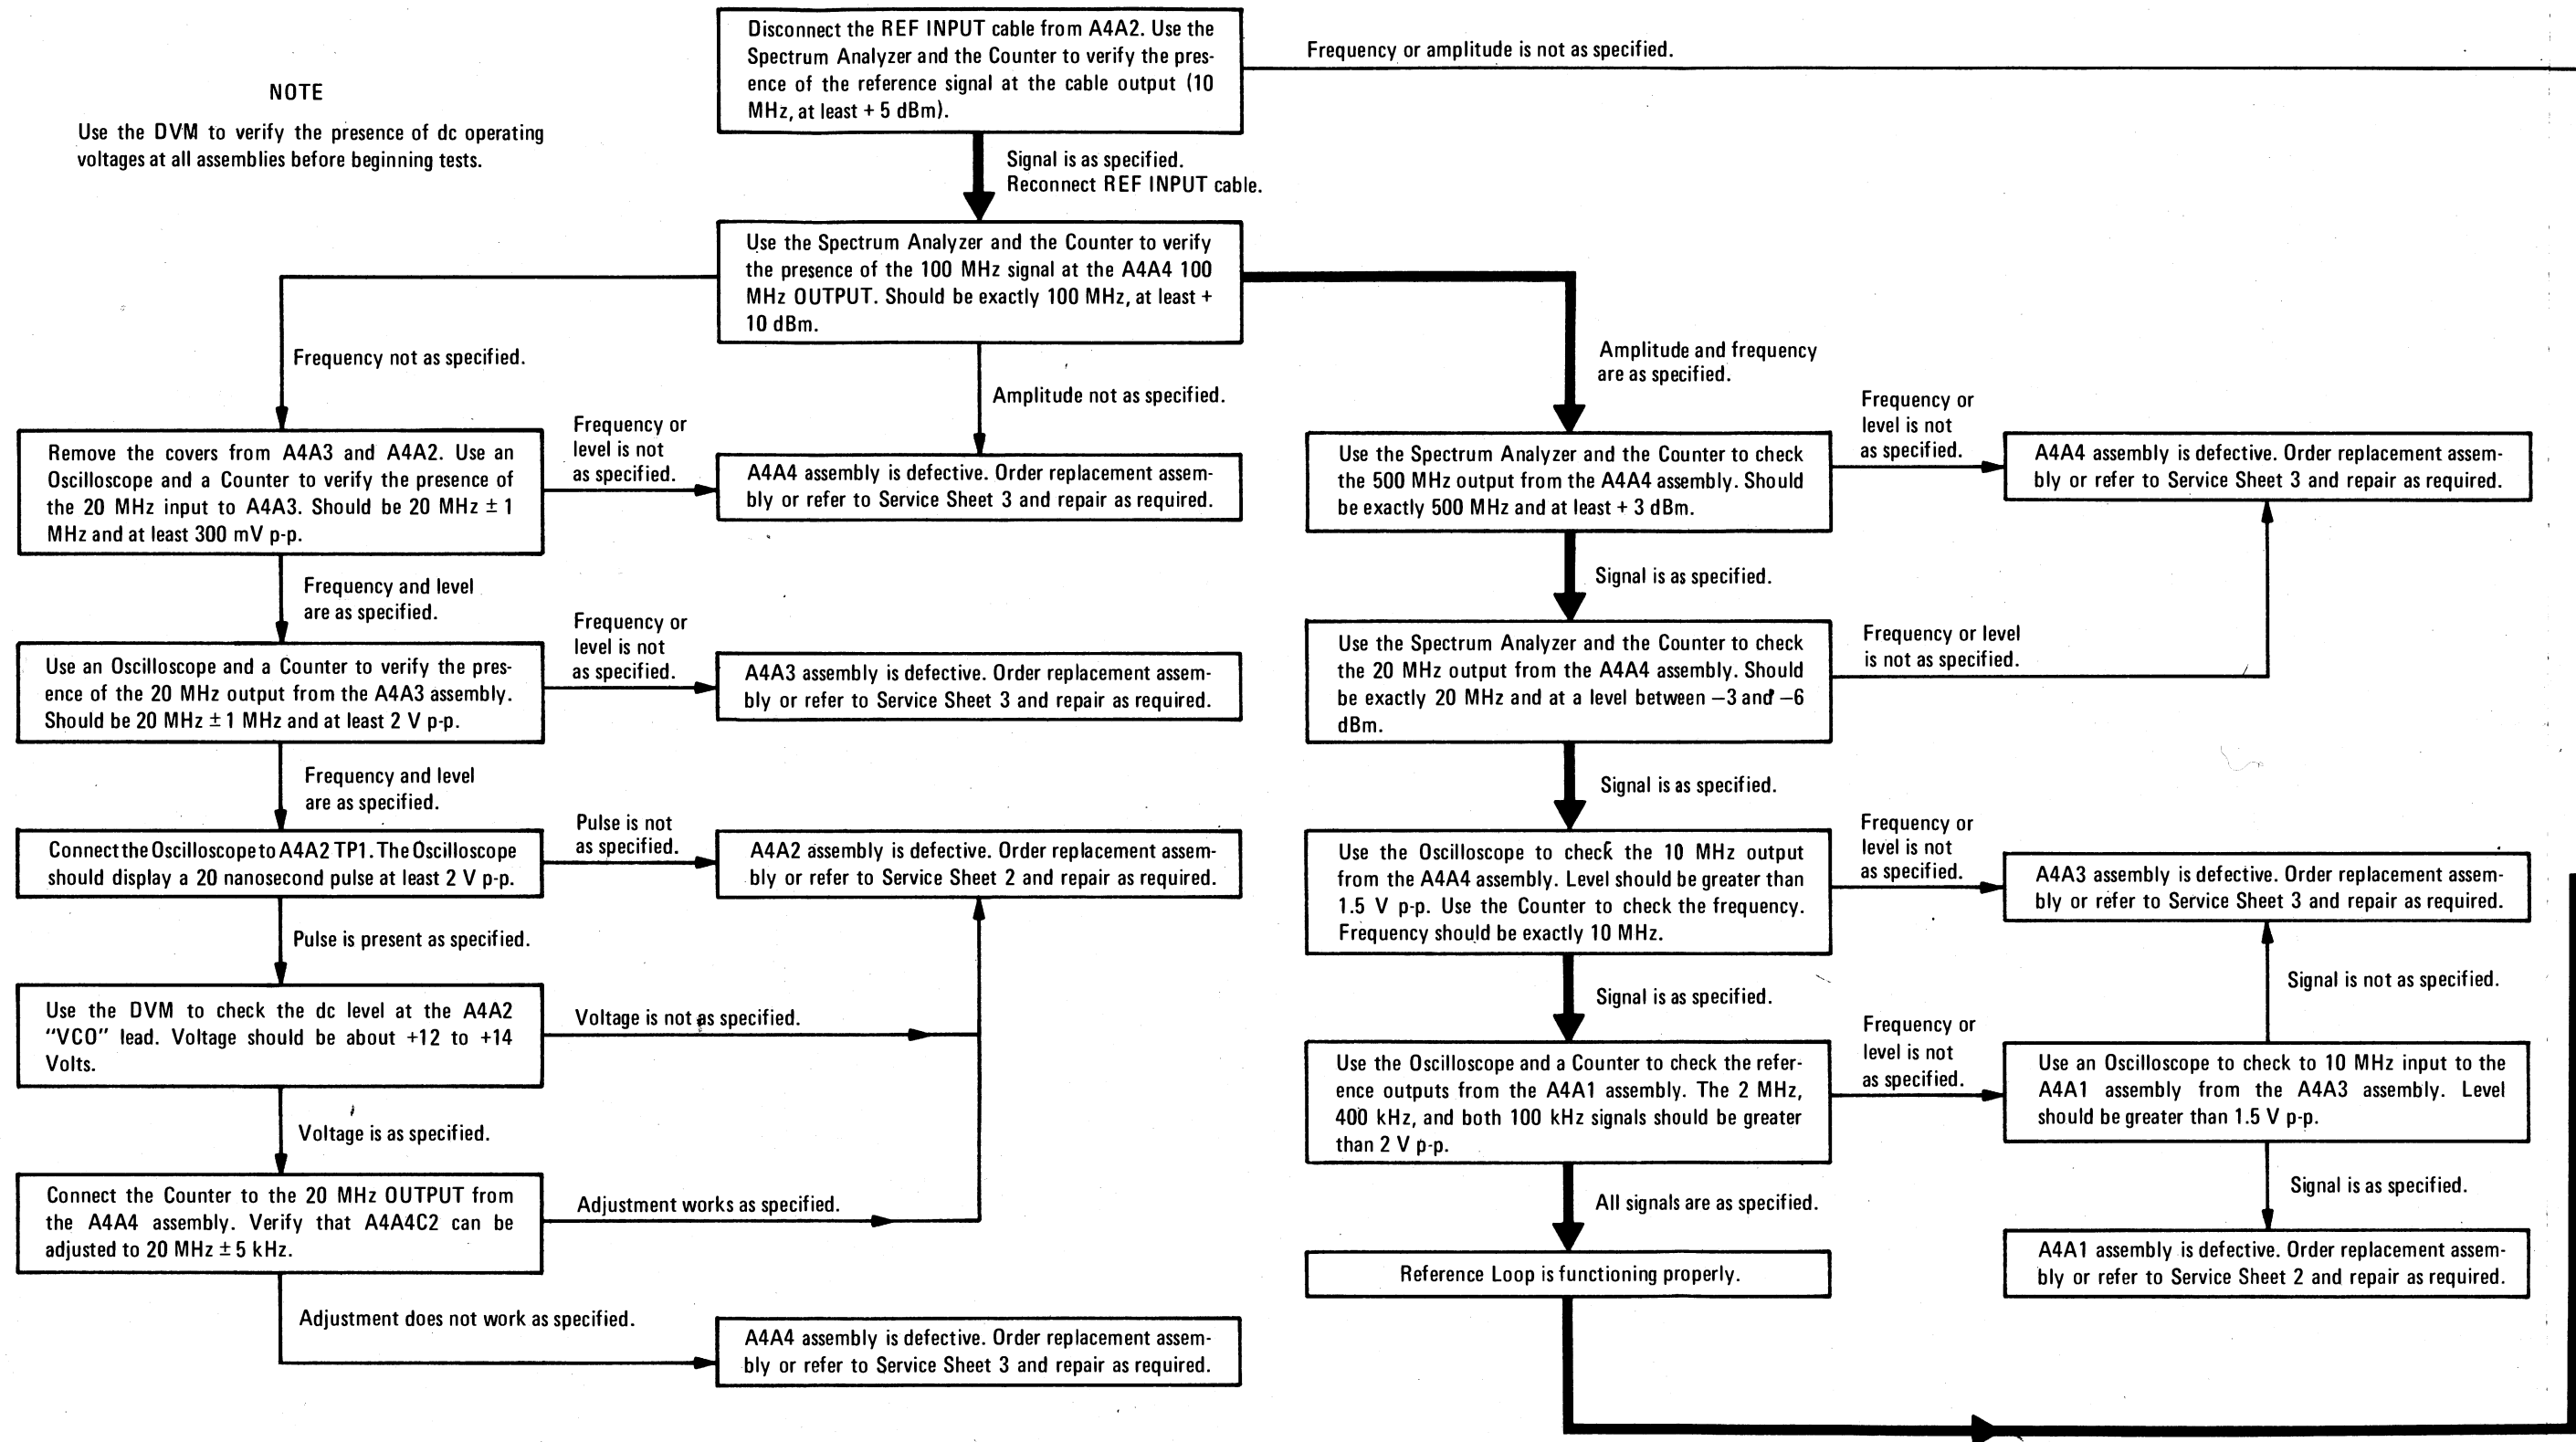 NOTE
Use the DVM to verify the presence of dc operating
voltages at all assemblies before beginning tests.
Disconnect the REF INPUT cable from A4A2. Use the
Spectrum Analyzer and the Counter to verify the pres-
ence of the reference signal at the cable output (10
MHz, at least + 5 dBm).
Frequency or amplitude is not as specified.
Signal is as specified.
Reconnect REF INPUT cable.
Use the Spectrum Analyzer and the Counter to verify
the presence of the 100 MHz signal at the A4A4 100
MHz OUTPUT. Should be exactly 100 MHz, at least +
10 dBm.
Frequency not as specified.
Amplitude not as specified.
Amplitude and frequency
are as specified.
Remove the covers from A4A3 and A4A2. Use an
Oscilloscope and a Counter to verify the presence of
the 20 MHz input to A4A3. Should be 20 MHz ± 1
MHz and at least 300 mV p-p.
Frequency or
level is not
as specified.
A4A4 assembly is defective. Order replacement assem-
bly or refer to Service Sheet 3 and repair as required.
Frequency and level
are as specified.
Use an Oscilloscope and a Counter to verify the pres-
ence of the 20 MHz output from the A4A3 assembly.
Should be 20 MHz ± 1 MHz and at least 2 V p-p.
Frequency or
level is not
as specified.
A4A3 assembly is defective. Order replacement assem-
bly or refer to Service Sheet 3 and repair as required.
Frequency and level
are as specified.
Connect the Oscilloscope to A4A2 TP1. The Oscilloscope
should display a 20 nanosecond pulse at least 2 V p-p.
Pulse is not
as specified.
A4A2 assembly is defective. Order replacement assem-
bly or refer to Service Sheet 2 and repair as required.
Pulse is present as specified.
Use the DVM to check the dc level at the A4A2
“VCO” lead. Voltage should be about +12 to +14
Volts.
Voltage is not as specified.
Voltage is as specified.
Connect the Counter to the 20 MHz OUTPUT from
the A4A4 assembly. Verify that A4A4C2 can be
adjusted to 20 MHz ± 5 kHz.
Adjustment works as specified.
Adjustment does not work as specified.
A4A4 assembly is defective. Order replacement assem-
bly or refer to Service Sheet 3 and repair as required.
Use the Spectrum Analyzer and the Counter to check
the 500 MHz output from the A4A4 assembly. Should
be exactly 500 MHz and at least + 3 dBm.
Frequency or
level is not
as specified.
A4A4 assembly is defective. Order replacement assem-
bly or refer to Service Sheet 3 and repair as required.
Signal is as specified.
Use the Spectrum Analyzer and the Counter to check
the 20 MHz output from the A4A4 assembly. Should
be exactly 20 MHz and at a level between –3 and –6
dBm.
Frequency or level
is not as specified.
Signal is as specified.
Use the Oscilloscope to check the 10 MHz output
from the A4A4 assembly. Level should be greater than
1.5 V p-p. Use the Counter to check the frequency.
Frequency should be exactly 10 MHz.
Frequency or
level is not
as specified.
A4A3 assembly is defective. Order replacement assem-
bly or refer to Service Sheet 3 and repair as required.
Signal is as specified.
Signal is not as specified.
Use the Oscilloscope and a Counter to check the refer-
ence outputs from the A4A1 assembly. The 2 MHz,
400 kHz, and both 100 kHz signals should be greater
than 2 V p-p.
Frequency or
level is not
as specified.
Use an Oscilloscope to check to 10 MHz input to the
A4A1 assembly from the A4A3 assembly. Level
should be greater than 1.5 V p-p.
All signals are as specified.
Signal is as specified.
Reference Loop is functioning properly.
A4A1 assembly is defective. Order replacement assem-
bly or refer to Service Sheet 2 and repair as required.